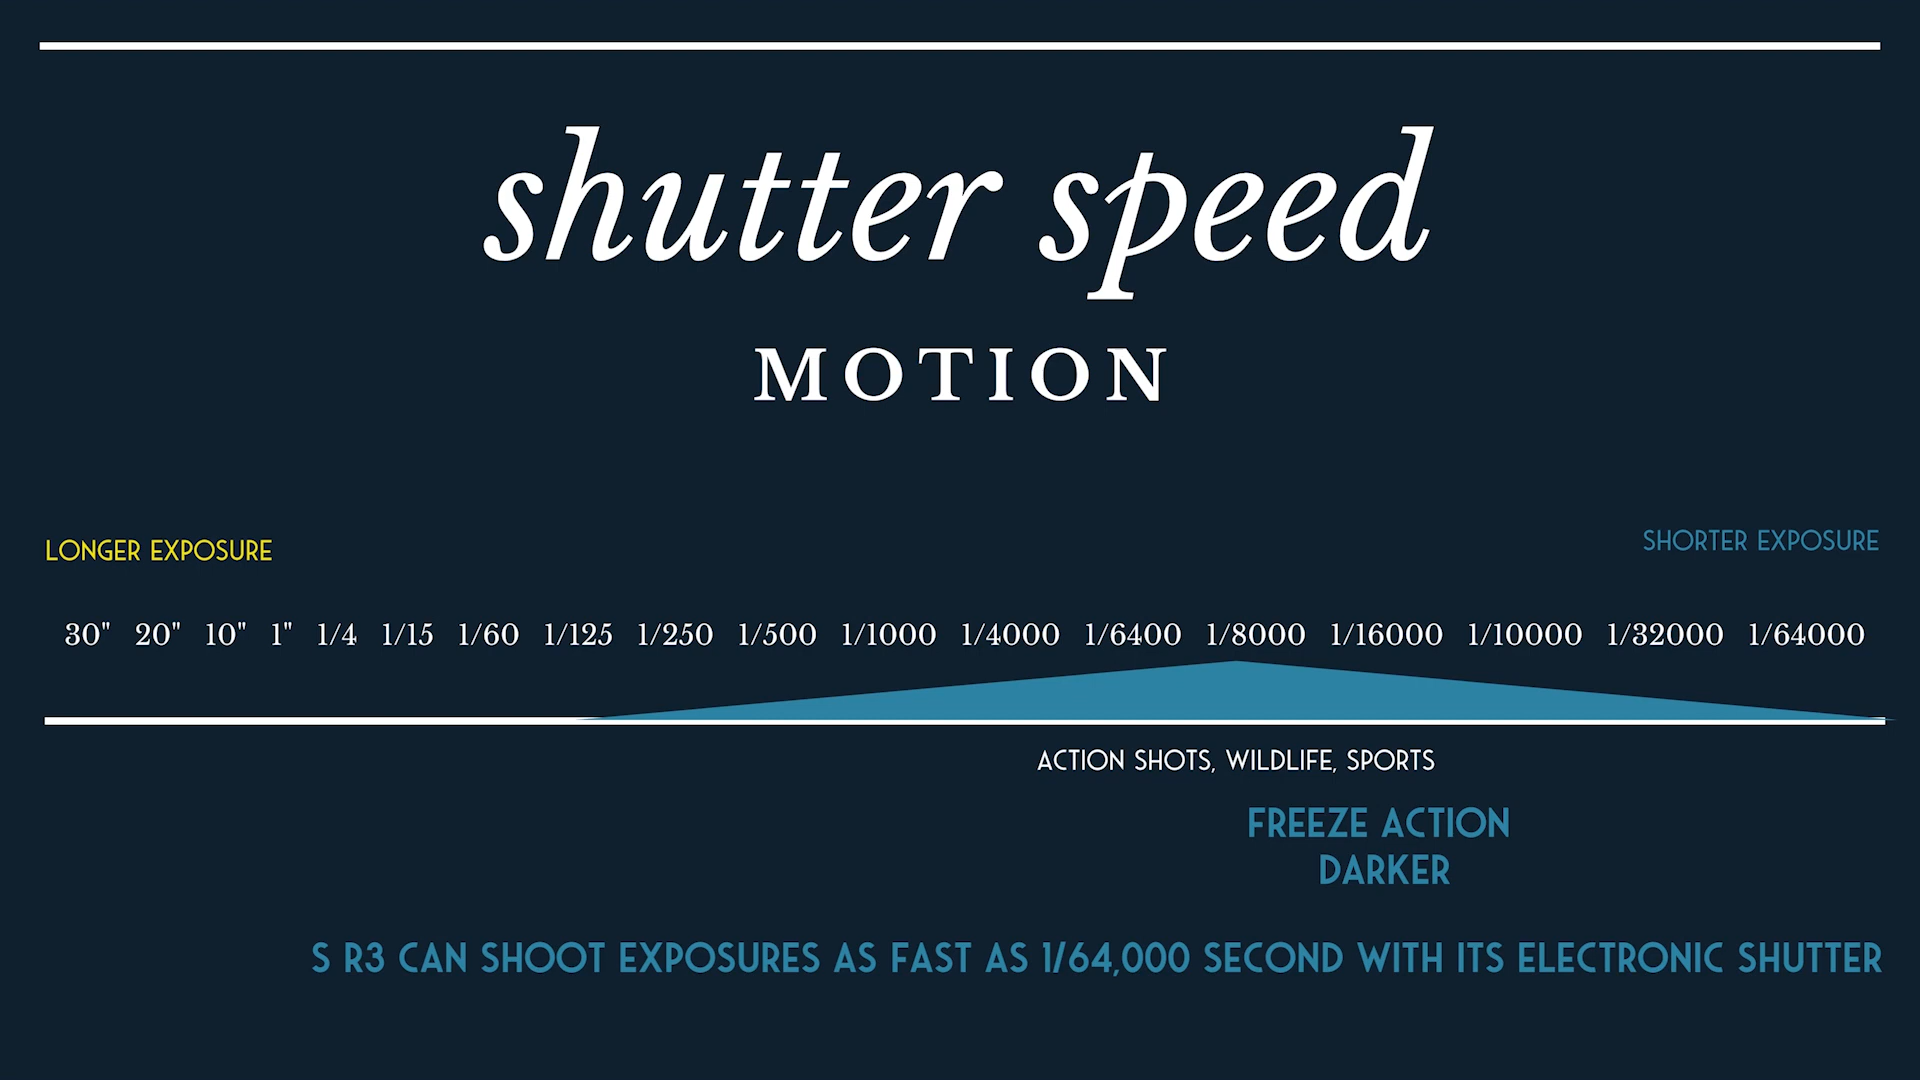 shutter speed
MOTION
LONGER EXPOSURE
SHORTER EXPOSURE
30" 20" 10" 1" 1/4 1/15 1/60 1/125 1/250 1/500 1/1000 1/4000 1/6400 1/8000 1/16000 1/10000 1/32000 1/64000
ACTION SHOTS, WILDLIFE, SPORTS
FREEZE ACTION
DARKER
S R3 CAN SHOOT EXPOSURES AS FAST AS 1/64,000 SECOND WITH ITS ELECTRONIC SHUTTER